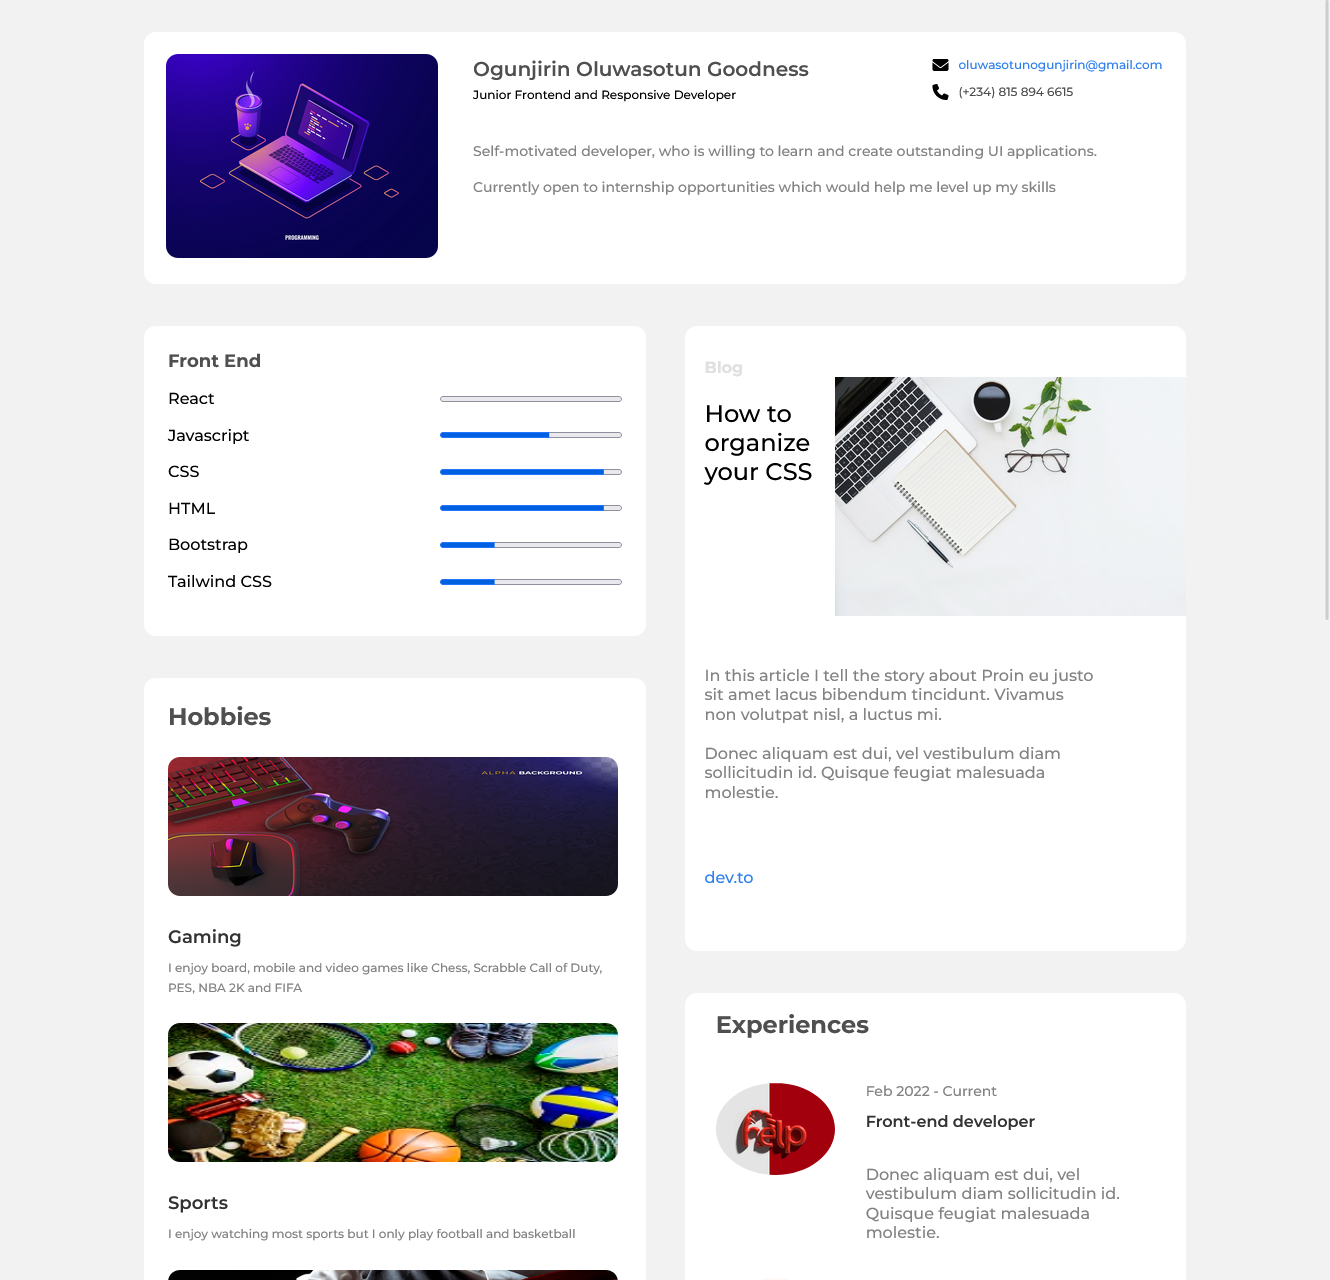 Ogunjirin Oluwasotun Goodness
Junior Frontend and Responsive Developer
oluwasotunogunjirin@gmail.com
(+234) 815 894 6615
Self-motivated developer, who is willing to learn and create outstanding UI applications.
Currently open to internship opportunities which would help me level up my skills
PROGRAMMING
Front End
React
Javascript
CSS
HTML
Bootstrap
Tailwind CSS
Hobbies
ALPHA BACKGROUND
Gaming
I enjoy board, mobile and video games like Chess, Scrabble Call of Duty,
PES, NBA 2K and FIFA
Sports
I enjoy watching most sports but I only play football and basketball
Blog
How to
organize
your CSS
In this article I tell the story about Proin eu justo
sit amet lacus bibendum tincidunt. Vivamus
non volutpat nisl, a luctus mi.
Donec aliquam est dui, vel vestibulum diam
sollicitudin id. Quisque feugiat malesuada
molestie.
dev.to
Experiences
Feb 2022 - Current
Front-end developer
Donec aliquam est dui, vel
vestibulum diam sollicitudin id.
Quisque feugiat malesuada
molestie.